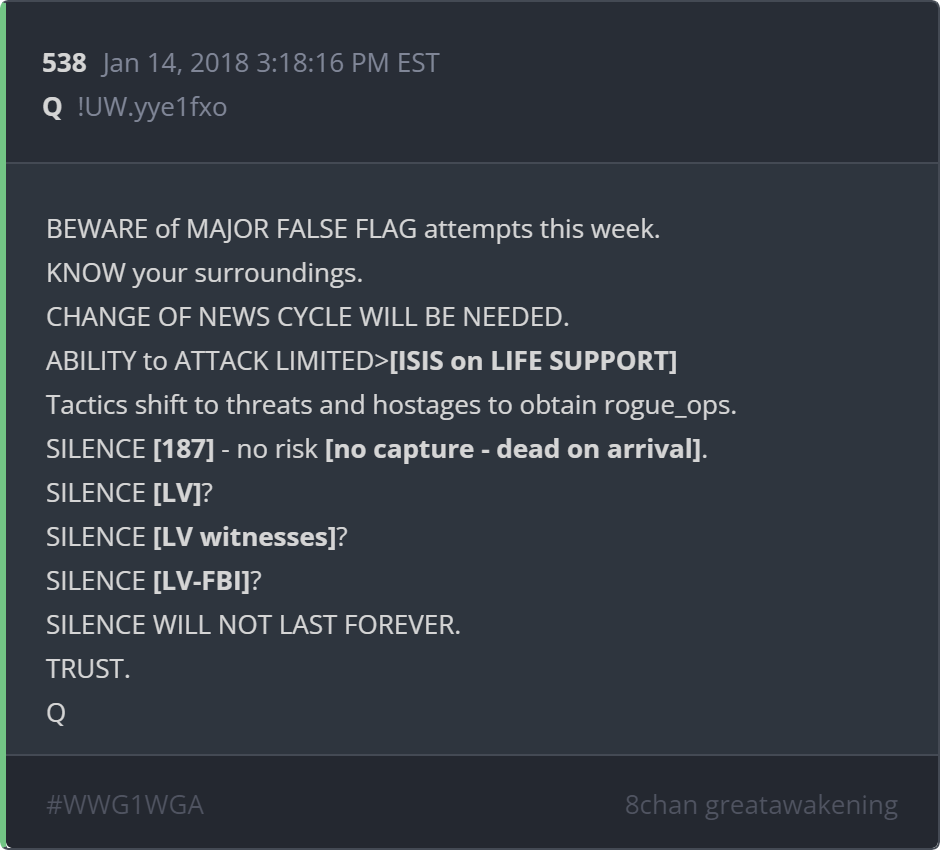 538 Jan 14, 2018 3:18:16 PM EST
Q !UW.yye1fxo
BEWARE of MAJOR FALSE FLAG attempts this week.
KNOW your surroundings.
CHANGE OF NEWS CYCLE WILL BE NEEDED.
ABILITY to ATTACK LIMITED>[ISIS on LIFE SUPPORT]
Tactics shift to threats and hostages to obtain rogue_ops.
SILENCE [187] - no risk [no capture - dead on arrival].
SILENCE [LV]?
SILENCE [LV witnesses]?
SILENCE [LV-FBI]?
SILENCE WILL NOT LAST FOREVER.
TRUST.
Q
#WWG1WGA 8chan greatawakening